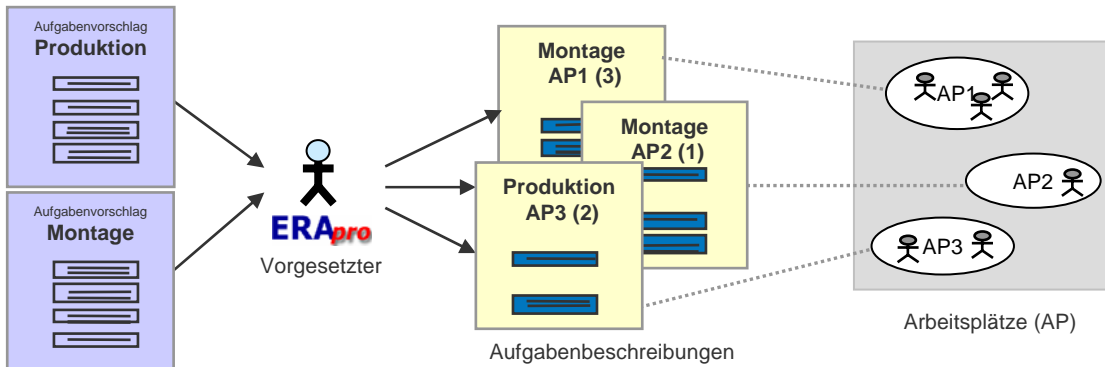 Aufgabenvorschlag
Produktion
Aufgabenvorschlag
Montage
ERApro
Vorgesetzter
Montage
AP1 (3)
Montage
AP2 (1)
Produktion
AP3 (2)
Aufgabenbeschreibungen
AP1
AP2
AP3
Arbeitsplätze (AP)